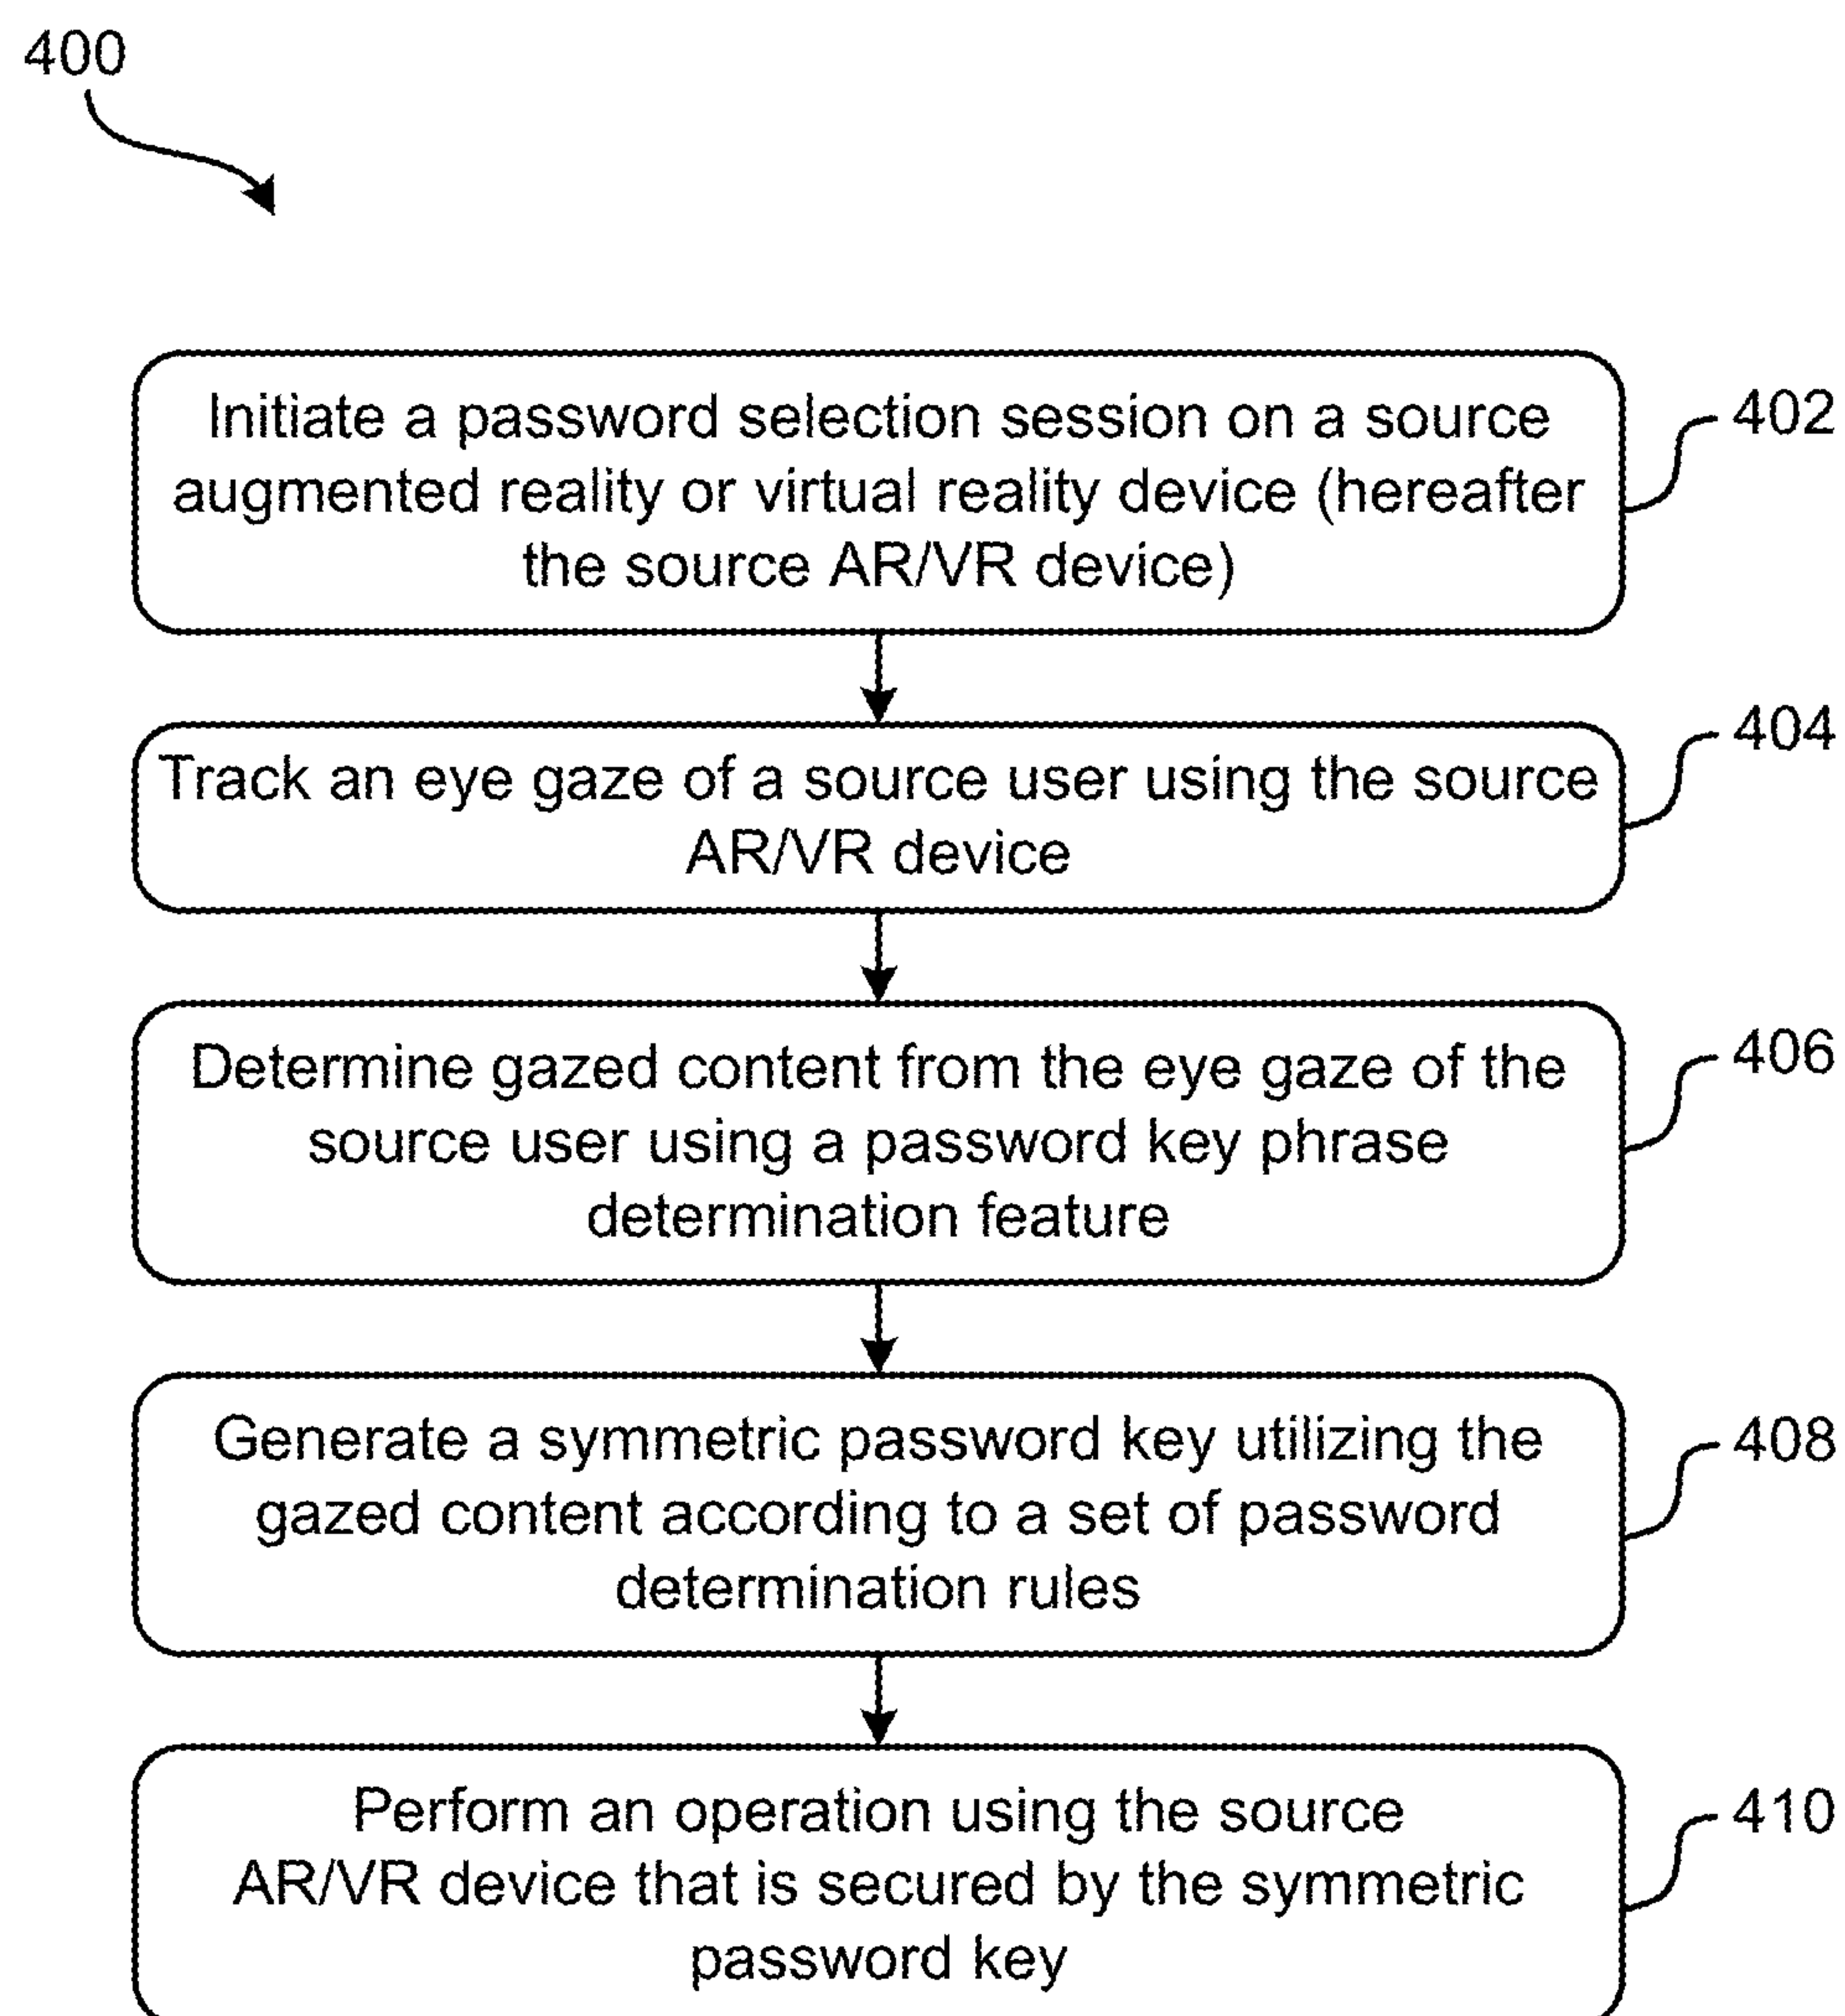 400
Initiate a password selection session on a source
augmented reality or virtual reality device (hereafter
the source AR/VR device)
402
Track an eye gaze of a source user using the source
AR/VR device
404
Determine gazed content from the eye gaze of the
source user using a password key phrase
determination feature
406
Generate a symmetric password key utilizing the
gazed content according to a set of password
determination rules
408
Perform an operation using the source
AR/VR device that is secured by the symmetric
password key
410